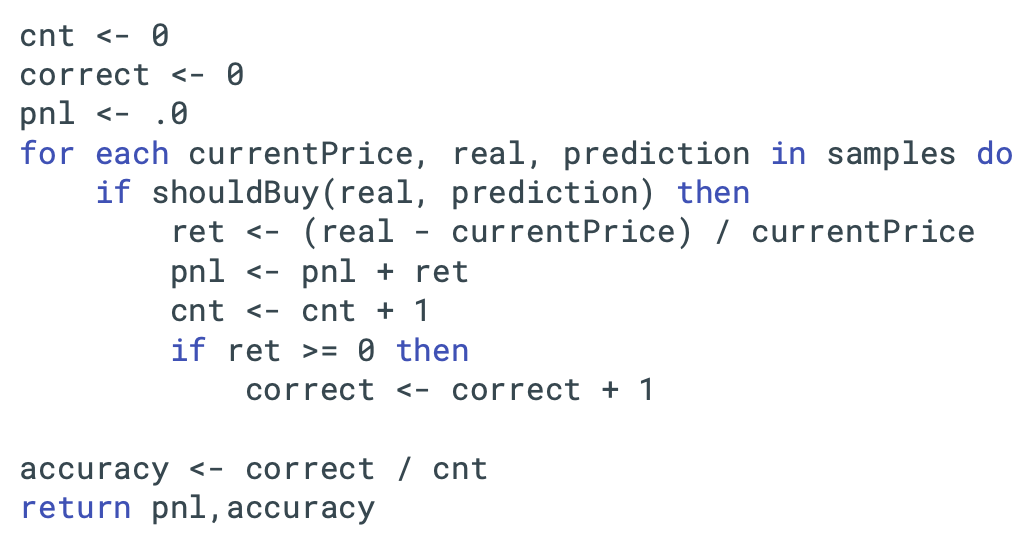 cnt <- 0
correct <- 0
pnl <- .0
for each currentPrice, real, prediction in samples do
    if shouldBuy(real, prediction) then
        ret <- (real - currentPrice) / currentPrice
        pnl <- pnl + ret
        cnt <- cnt + 1
        if ret >= 0 then
            correct <- correct + 1

accuracy <- correct / cnt
return pnl,accuracy